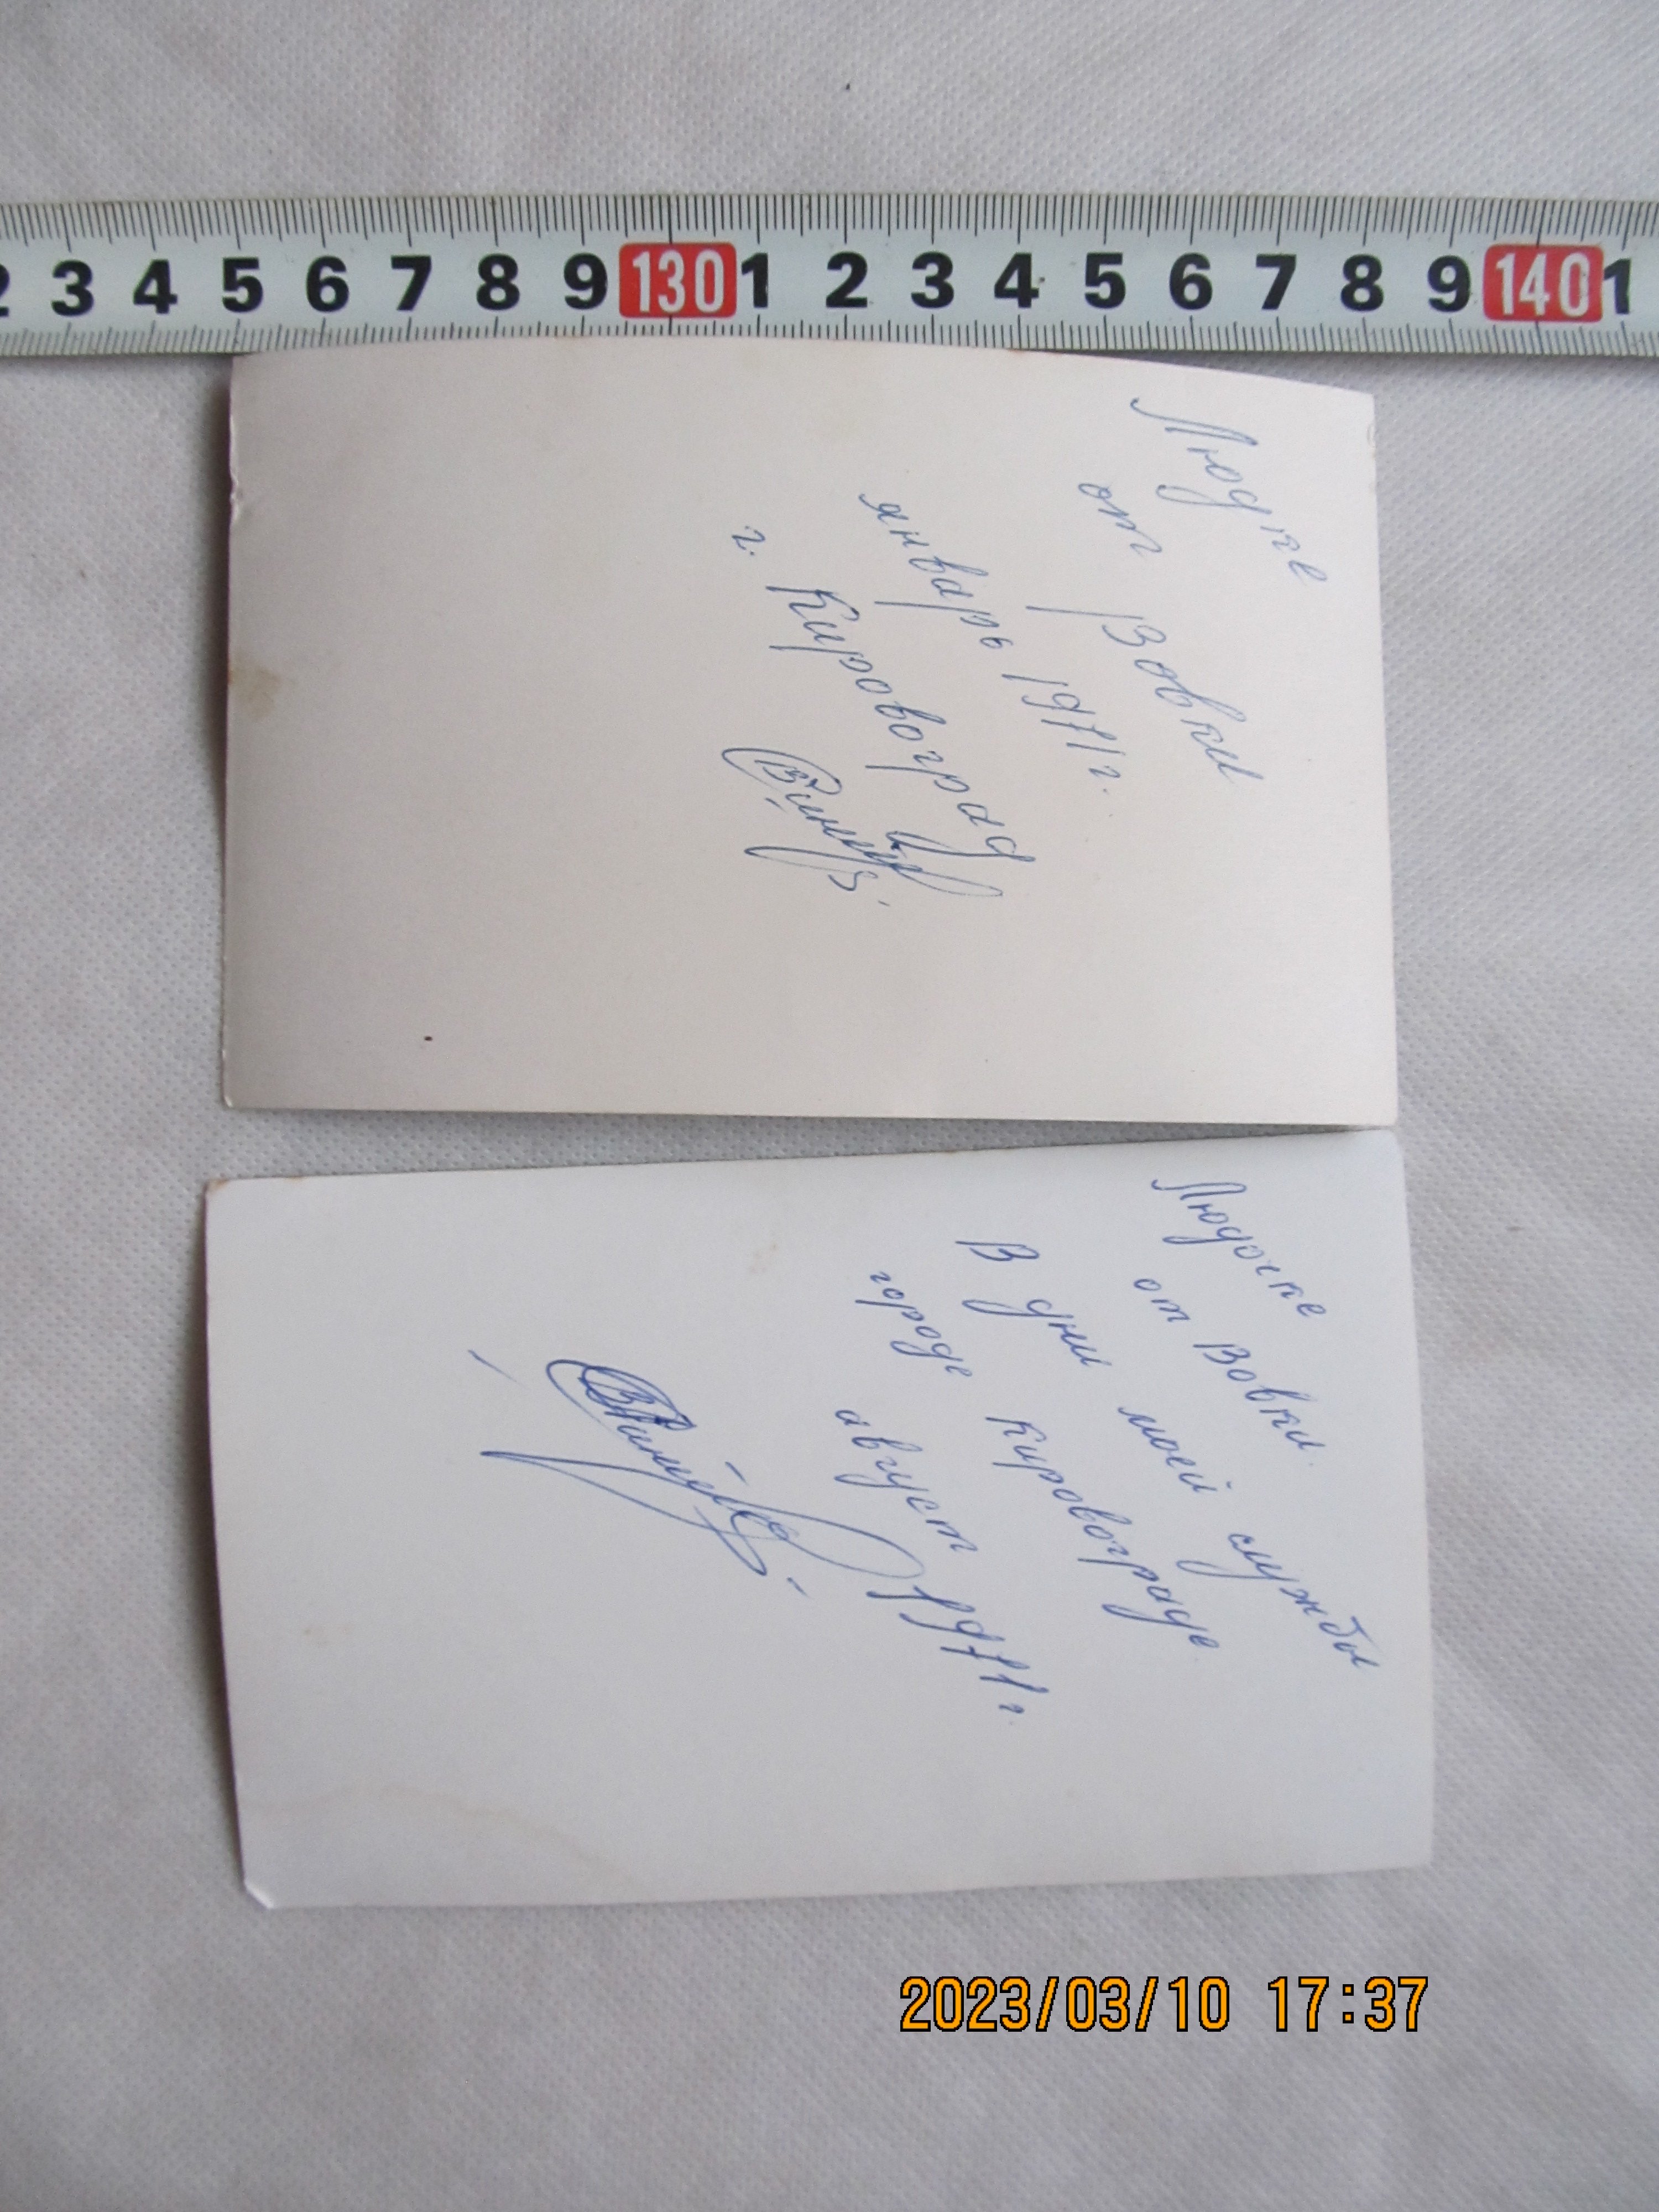 2 3 4 5 6 7 8 9 130 1 2 3 4 5 6 7 8 9 140 1
Людке
от Вовки
январь 1971г.
г. Кировоград
Людочке
от Вовки.
В дни моей службы
городе Кировограде
август 1971г.
2023/03/10 17:37